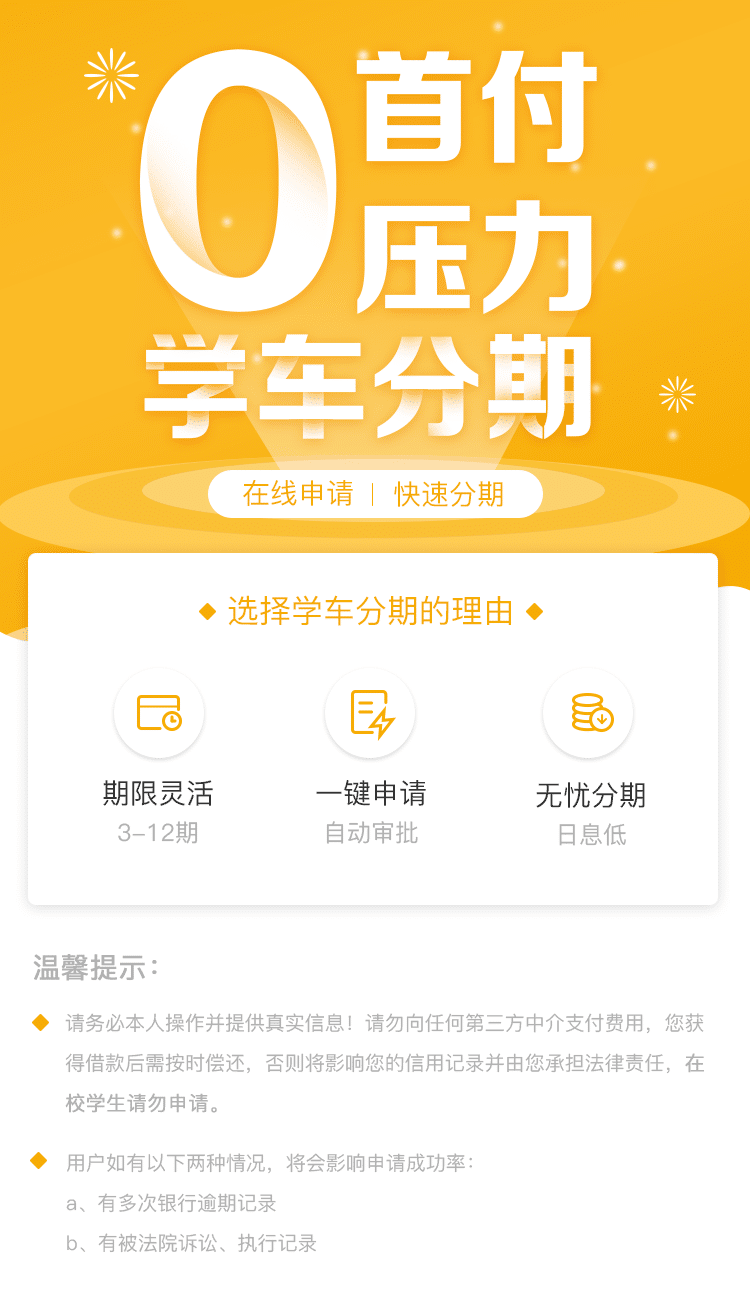 0首付
压力
学车分期
在线申请 | 快速分期
选择学车分期的理由
期限灵活 一键申请 无忧分期
3-12期 自动审批 日息低
温馨提示：
请务必本人操作并提供真实信息！请勿向任何第三方中介支付费用，您获
得借款后需按时偿还，否则将影响您的信用记录并由您承担法律责任，在
校学生请勿申请。
用户如有以下两种情况，将会影响申请成功率：
a、有多次银行逾期记录
b、有被法院诉讼、执行记录